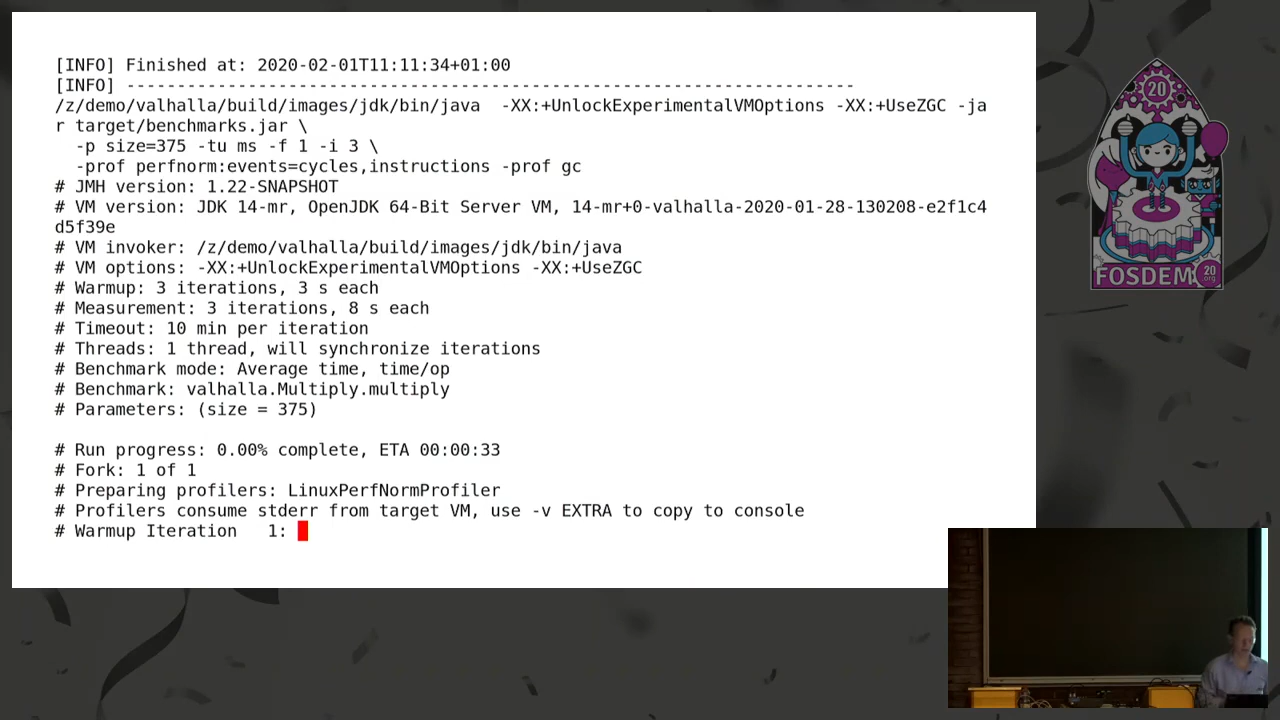 [INFO] Finished at: 2020-02-01T11:11:34+01:00
[INFO] ------------------------------------------------------------------------
/z/demo/valhalla/build/images/jdk/bin/java  -XX:+UnlockExperimentalVMOptions -XX:+UseZGC -ja
r target/benchmarks.jar \
  -p size=375 -tu ms -f 1 -i 3 \
  -prof perfnorm:events=cycles,instructions -prof gc
# JMH version: 1.22-SNAPSHOT
# VM version: JDK 14-mr, OpenJDK 64-Bit Server VM, 14-mr+0-valhalla-2020-01-28-130208-e2f1c4
d5f39e
# VM invoker: /z/demo/valhalla/build/images/jdk/bin/java
# VM options: -XX:+UnlockExperimentalVMOptions -XX:+UseZGC
# Warmup: 3 iterations, 3 s each
# Measurement: 3 iterations, 8 s each
# Timeout: 10 min per iteration
# Threads: 1 thread, will synchronize iterations
# Benchmark mode: Average time, time/op
# Benchmark: valhalla.Multiply.multiply
# Parameters: (size = 375)
# Run progress: 0.00% complete, ETA 00:00:33
# Fork: 1 of 1
# Preparing profilers: LinuxPerfNormProfiler
# Profilers consume stderr from target VM, use -v EXTRA to copy to console
# Warmup Iteration   1:
20
FOSDEM
20
.org